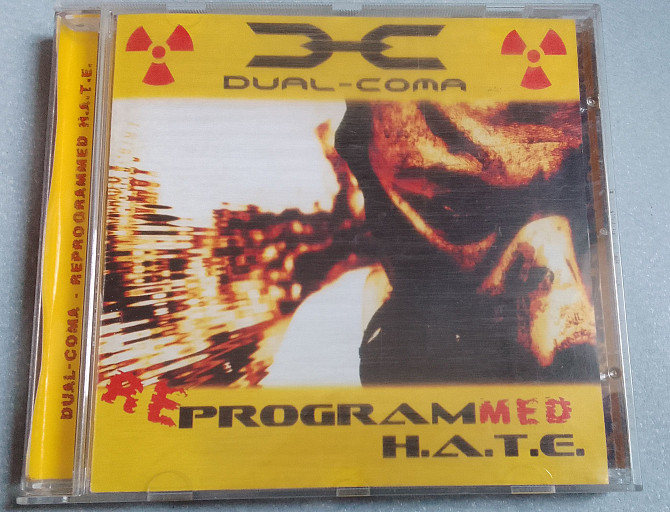 DUAL-COMA
REPROGRAMMED
H.A.T.E.
DUAL-COMA - REPROGRAMMED H.A.T.E.